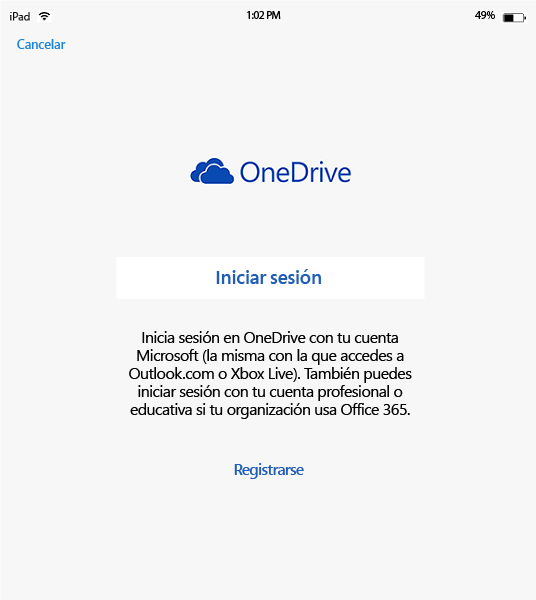 iPad 1:02 PM 49%
Cancelar
OneDrive
Iniciar sesión
Inicia sesión en OneDrive con tu cuenta
Microsoft (la misma con la que accedes a
Outlook.com o Xbox Live). También puedes
iniciar sesión con tu cuenta profesional o
educativa si tu organización usa Office 365.
Registrarse